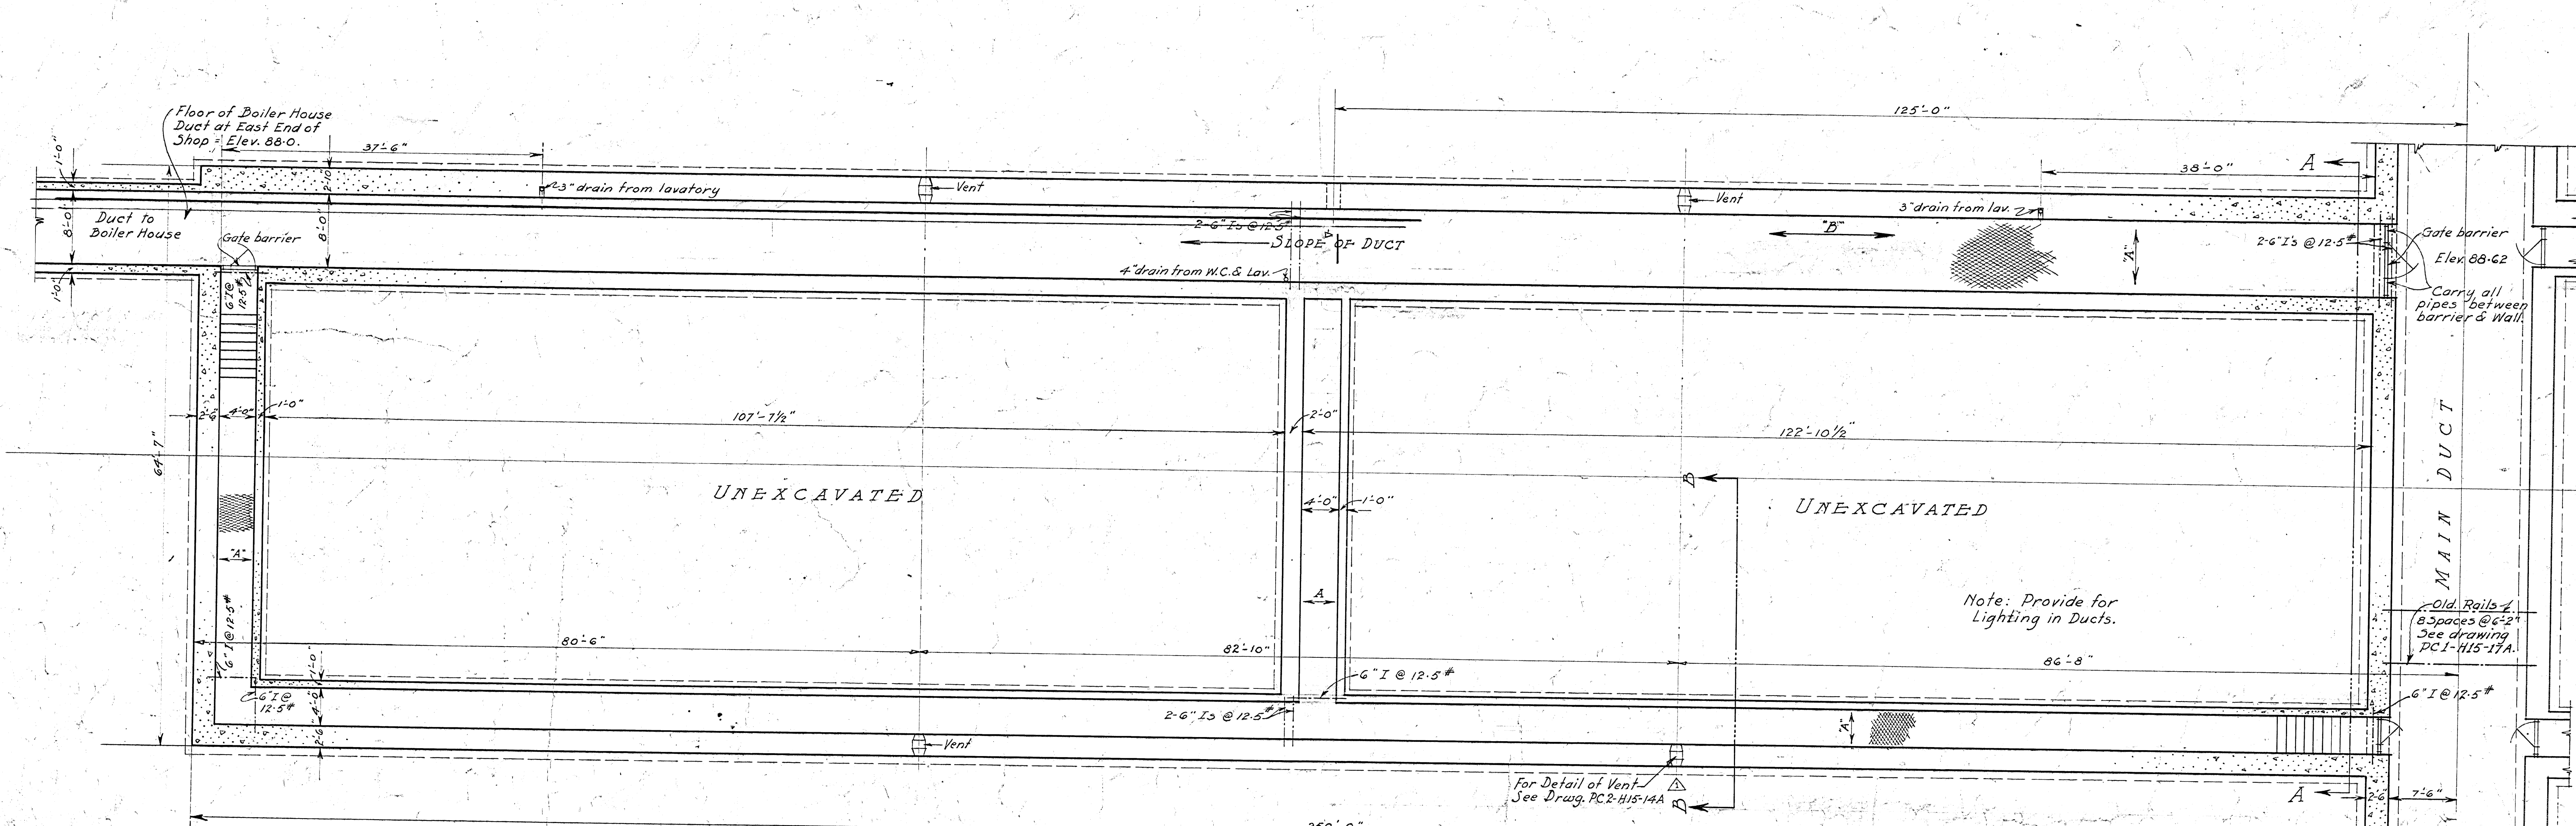 125'-0"
Floor of Boiler House
Duct at East End of
Shop = Elev. 88.0.
37'-6"
1'-0"
2'-10"
2-3" drain from lavatory
Vent
Vent
38'-0"
A
3" drain from lav.
8'-0"
Duct to
Boiler House
Gate barrier
8'-0"
2-6" Is @ 12.5#
SLOPE OF DUCT
"B"
"A"
2-6" I's @ 12.5#
Gate barrier
Elev. 88.62
4" drain from W.C. & Lav.
1'-0"
6" I @
12.5#
Carry all
pipes between
barrier & Wall
2'-6"
4'-0"
1'-0"
107'-7½"
2'-0"
122'-10½"
64'-7"
MAIN DUCT
UNEXCAVATED
4'-0"
1'-0"
B
UNEXCAVATED
"A"
A
Note: Provide for
Lighting in Ducts.
Old Rails
8 Spaces @ 6'-2"
See drawing
PC1-H15-17A.
6" I @ 12.5#
80'-6"
82'-10"
86'-8"
6" I @ 12.5#
6" I @ 12.5#
6" I @
12.5#
1'-0"
4'-0"
2'-6"
2-6" Is @ 12.5#
Vent
"A"
For Detail of Vent
See Drwg. PC2-H15-14A
B
A
2'-6"
7'-6"